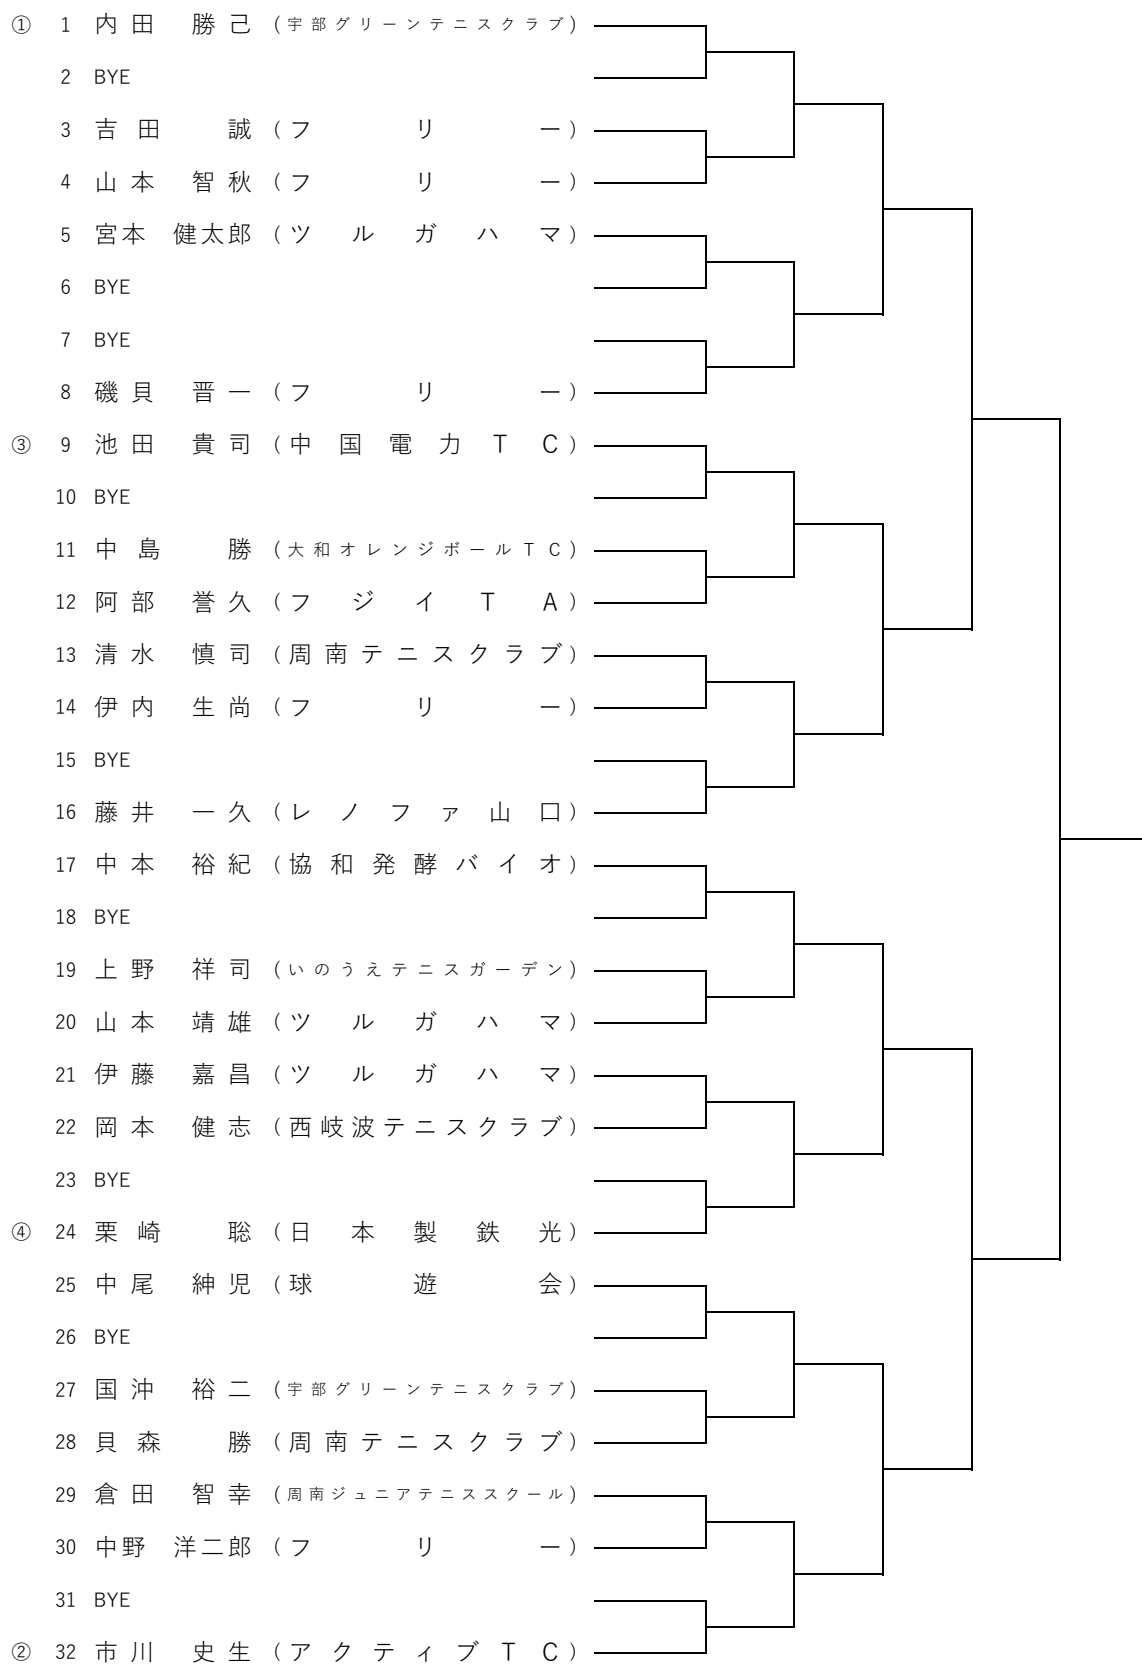 ① 1 内田 勝己 (宇部グリーンテニスクラブ)
2 BYE
3 吉田 誠 (フリー)
4 山本 智秋 (フリー)
5 宮本 健太郎 (ツルガハマ)
6 BYE
7 BYE
8 磯貝 晋一 (フリー)
③ 9 池田 貴司 (中国電力TC)
10 BYE
11 中島 勝 (大和オレンジボールTC)
12 阿部 誉久 (フジイTA)
13 清水 慎司 (周南テニスクラブ)
14 伊内 生尚 (フリー)
15 BYE
16 藤井 一久 (レノファ山口)
17 中本 裕紀 (協和発酵バイオ)
18 BYE
19 上野 祥司 (いのうえテニスガーデン)
20 山本 靖雄 (ツルガハマ)
21 伊藤 嘉昌 (ツルガハマ)
22 岡本 健志 (西岐波テニスクラブ)
23 BYE
④ 24 栗崎 聡 (日本製鉄光)
25 中尾 紳児 (球遊会)
26 BYE
27 国沖 裕二 (宇部グリーンテニスクラブ)
28 貝森 勝 (周南テニスクラブ)
29 倉田 智幸 (周南ジュニアテニススクール)
30 中野 洋二郎 (フリー)
31 BYE
② 32 市川 史生 (アクティブTC)